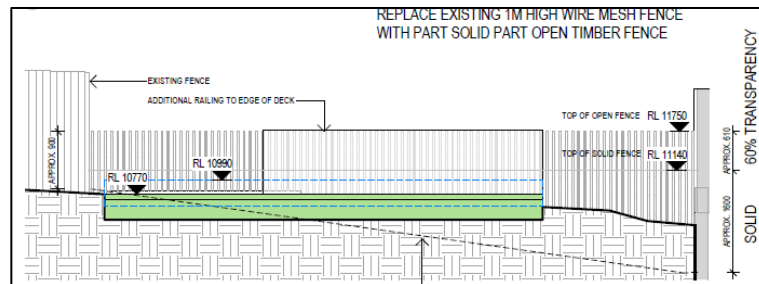 REPLACE EXISTING 1M HIGH WIRE MESH FENCE
WITH PART SOLID PART OPEN TIMBER FENCE
EXISTING FENCE
ADDITIONAL RAILING TO EDGE OF DECK
TOP OF OPEN FENCE RL 11750
TOP OF SOLID FENCE
RL 11140
RL 10990
RL 10770
APPROX. 900
APPROX. 610
60% TRANSPARENCY
APPROX. 1600
SOLID